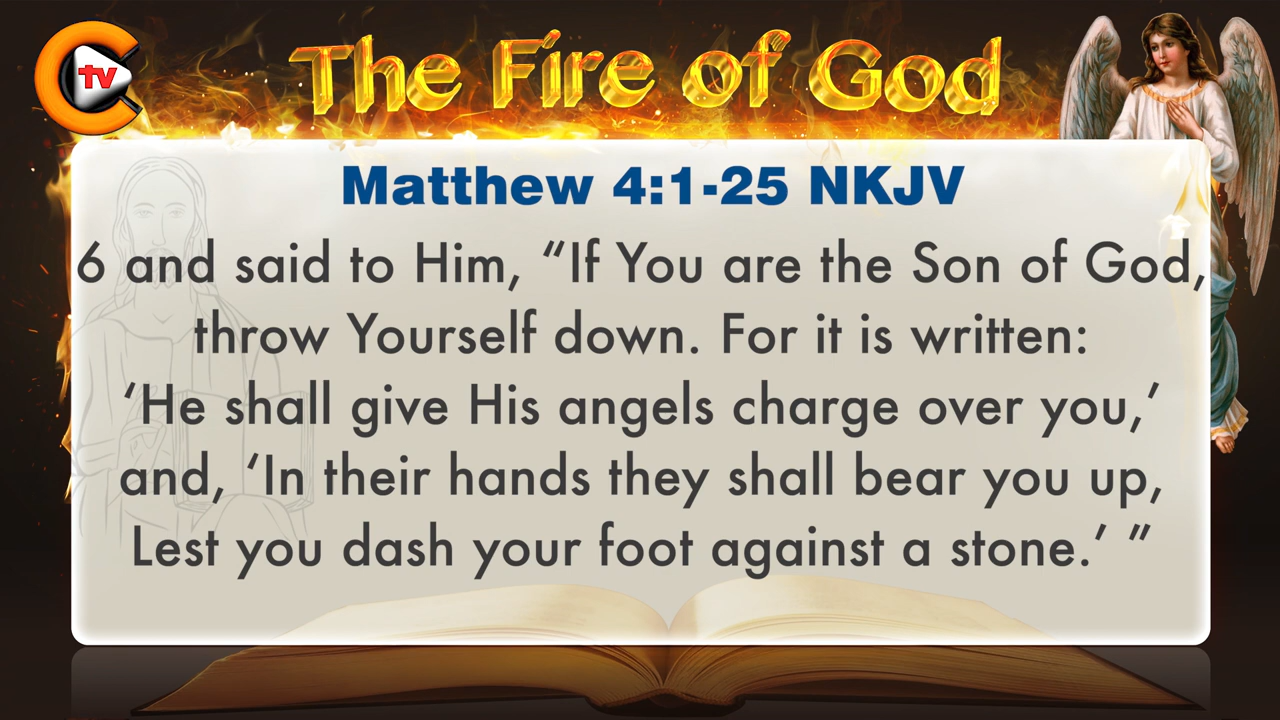 C tv
The Fire of God
Matthew 4:1-25 NKJV
6 and said to Him, “If You are the Son of God,
throw Yourself down. For it is written:
‘He shall give His angels charge over you,’
and, ‘In their hands they shall bear you up,
Lest you dash your foot against a stone.’ ”